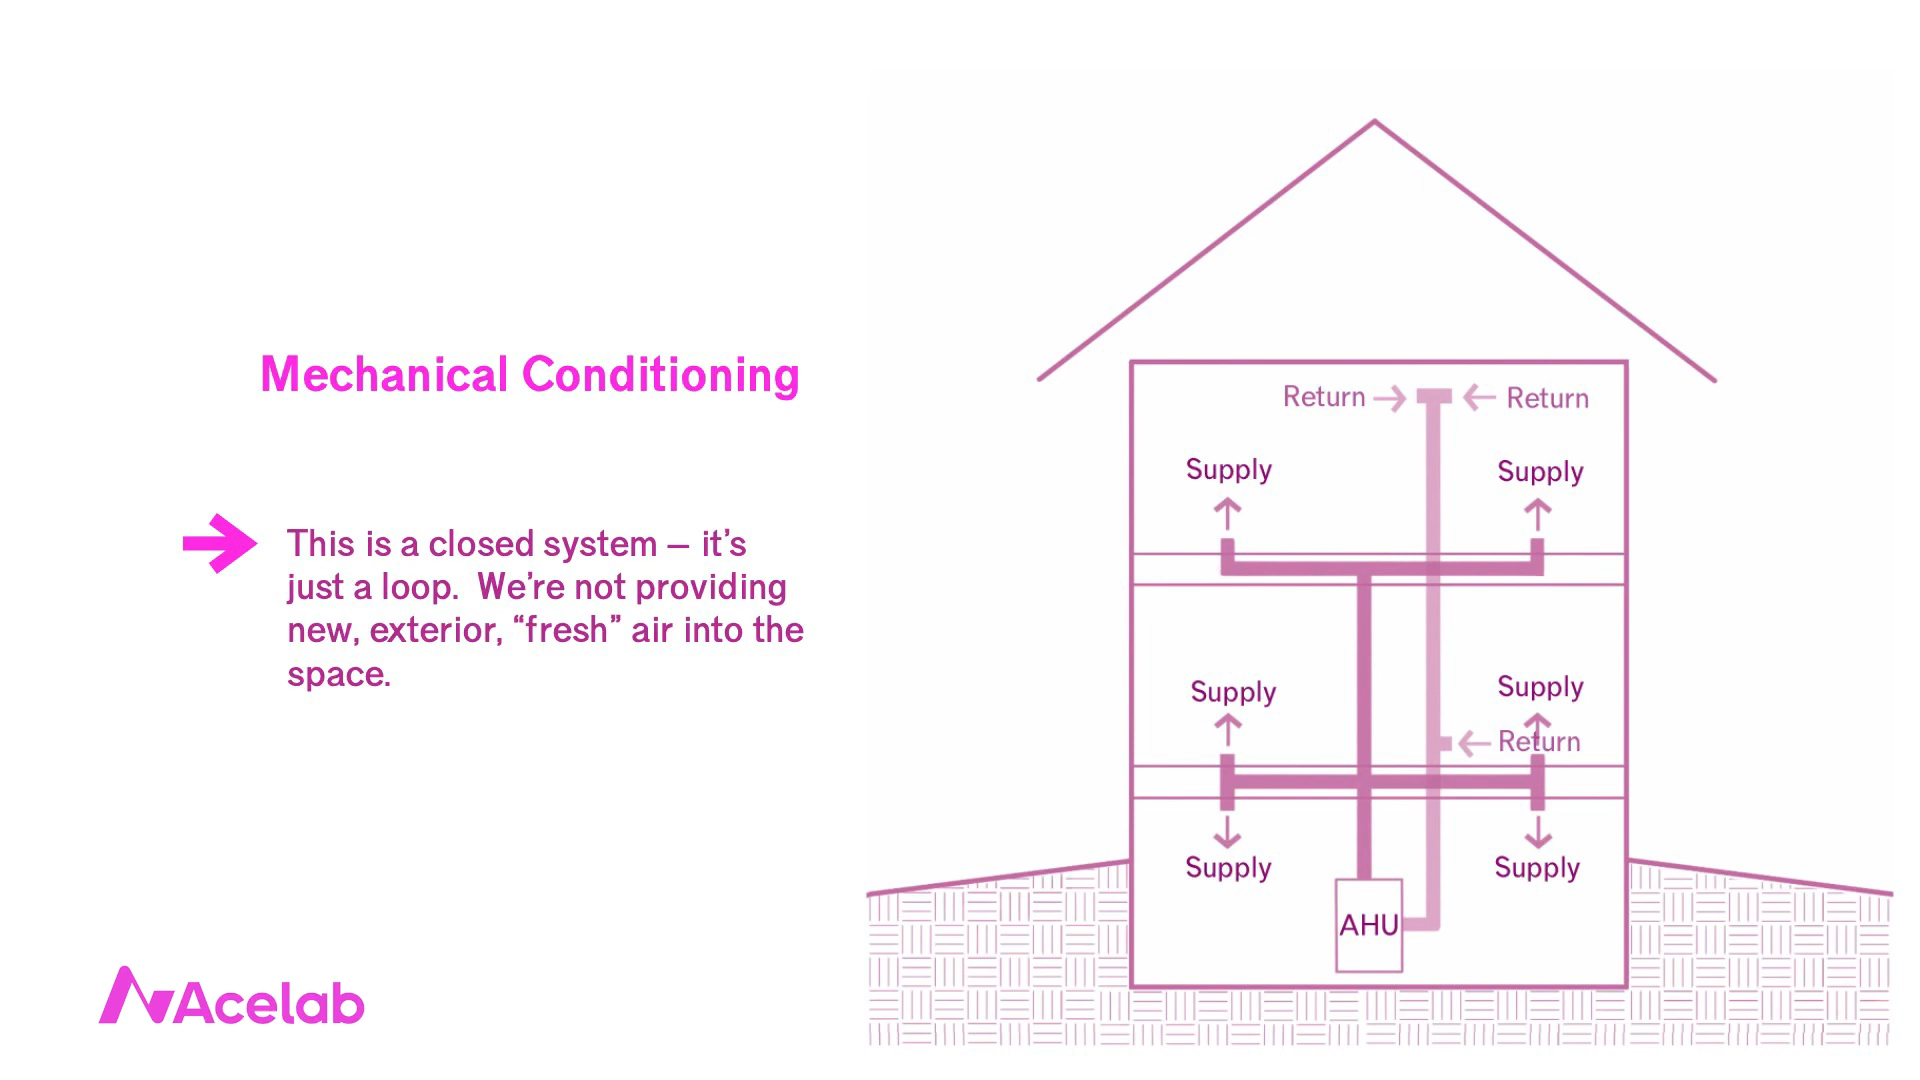 Mechanical Conditioning
This is a closed system – it’s
just a loop.  We’re not providing
new, exterior, “fresh” air into the
space.
Acelab
Return
Return
Supply
Supply
Supply
Supply
Return
Supply
Supply
AHU